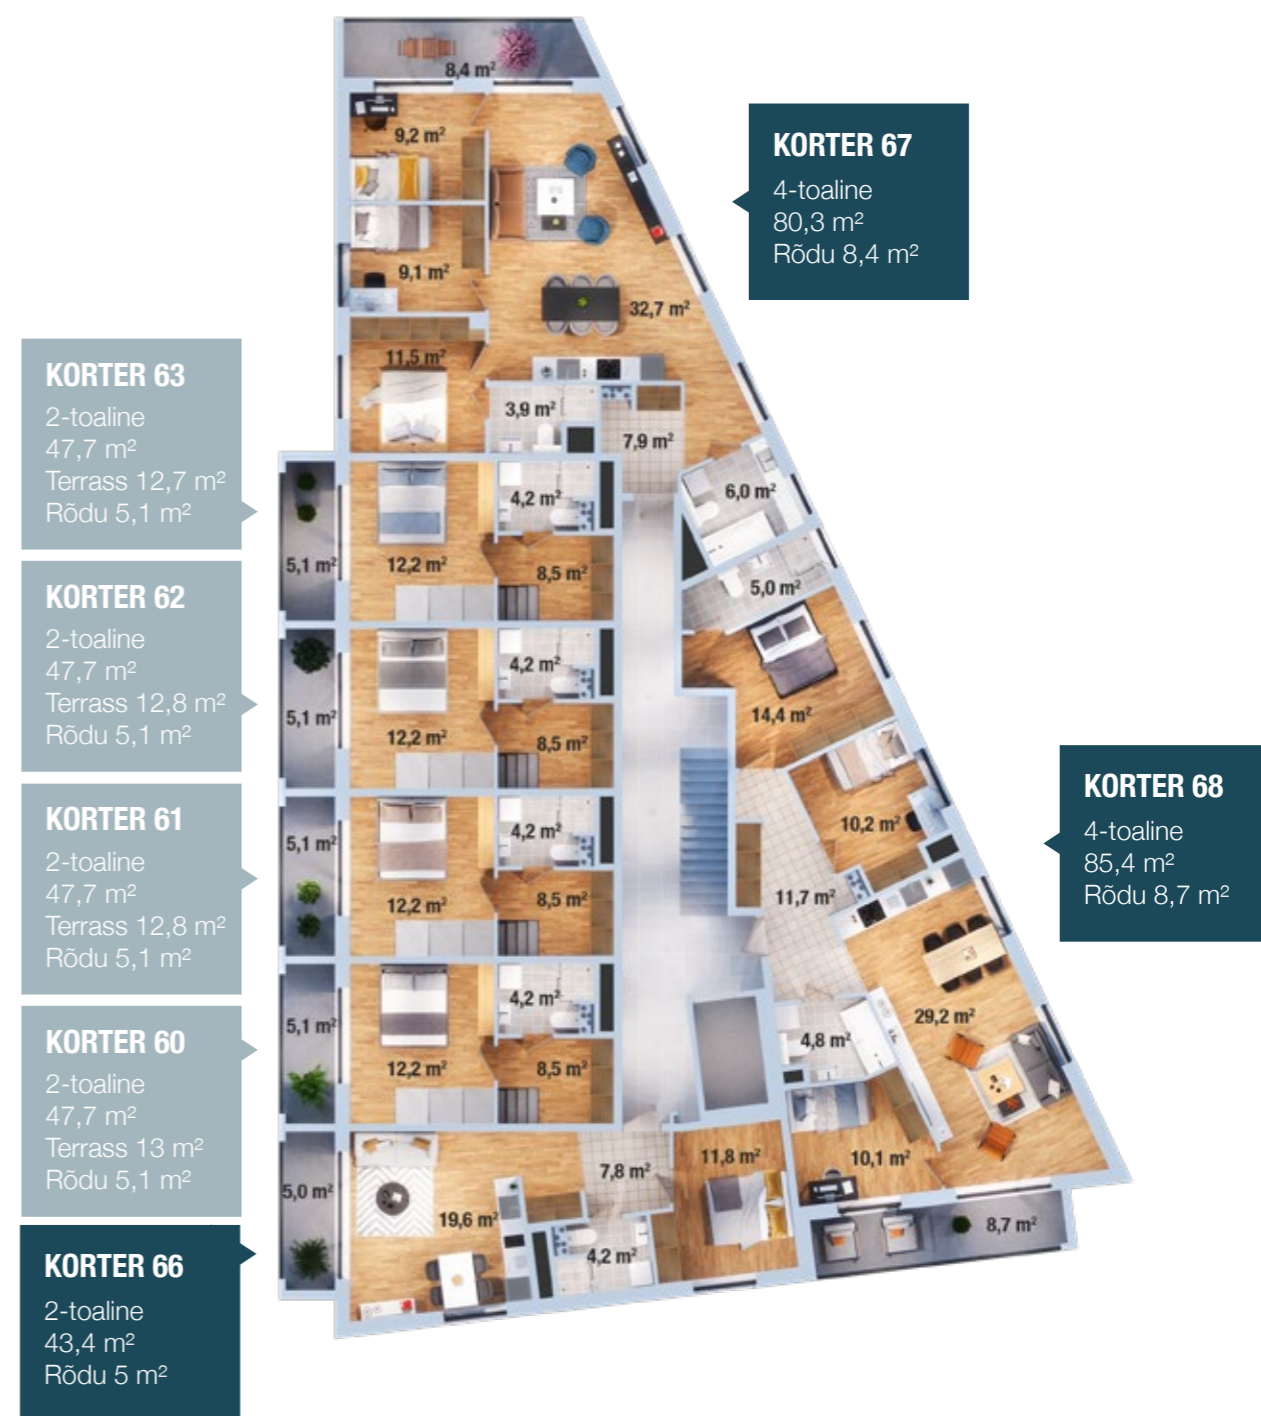 KORTER 67
4-toaline
80,3 m²
Rõdu 8,4 m²
KORTER 63
2-toaline
47,7 m²
Terrass 12,7 m²
Rõdu 5,1 m²
KORTER 62
2-toaline
47,7 m²
Terrass 12,8 m²
Rõdu 5,1 m²
KORTER 61
2-toaline
47,7 m²
Terrass 12,8 m²
Rõdu 5,1 m²
KORTER 60
2-toaline
47,7 m²
Terrass 13 m²
Rõdu 5,1 m²
KORTER 66
2-toaline
43,4 m²
Rõdu 5 m²
KORTER 68
4-toaline
85,4 m²
Rõdu 8,7 m²
8,4 m²
9,2 m²
9,1 m²
32,7 m²
11,5 m²
3,9 m²
7,9 m²
6,0 m²
4,2 m²
5,1 m²
12,2 m²
8,5 m²
5,0 m²
4,2 m²
5,1 m²
12,2 m²
8,5 m²
14,4 m²
4,2 m²
5,1 m²
12,2 m²
8,5 m²
10,2 m²
11,7 m²
4,2 m²
5,1 m²
12,2 m²
8,5 m²
29,2 m²
4,8 m²
5,0 m²
19,6 m²
7,8 m²
4,2 m²
11,8 m²
10,1 m²
8,7 m²